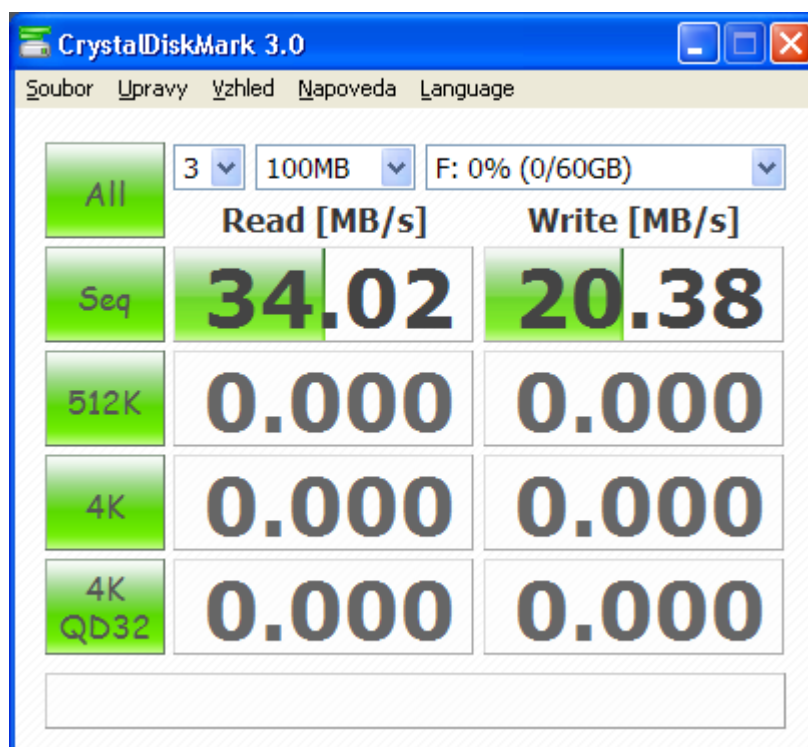 CrystalDiskMark 3.0
Soubor Upravy Vzhled Napoveda Language
All 3 100MB F: 0% (0/60GB)
Read [MB/s] Write [MB/s]
Seq 34.02 20.38
512K 0.000 0.000
4K 0.000 0.000
4K
QD32 0.000 0.000